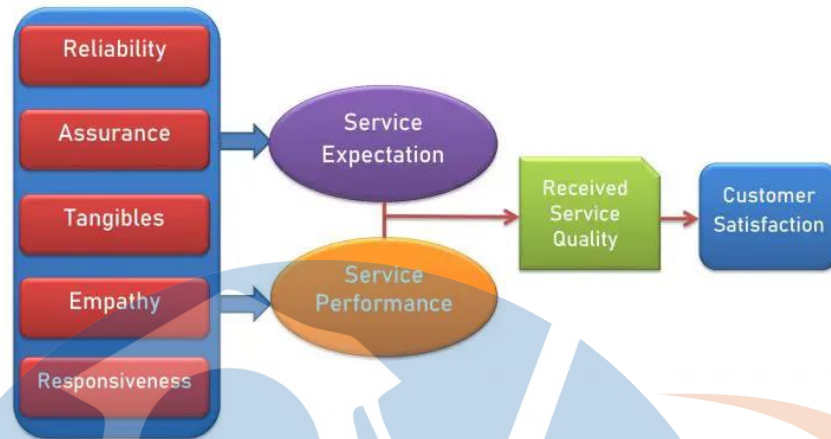 Reliability
Assurance
Tangibles
Empathy
Responsiveness
Service
Expectation
Service
Performance
Received
Service
Quality
Customer
Satisfaction